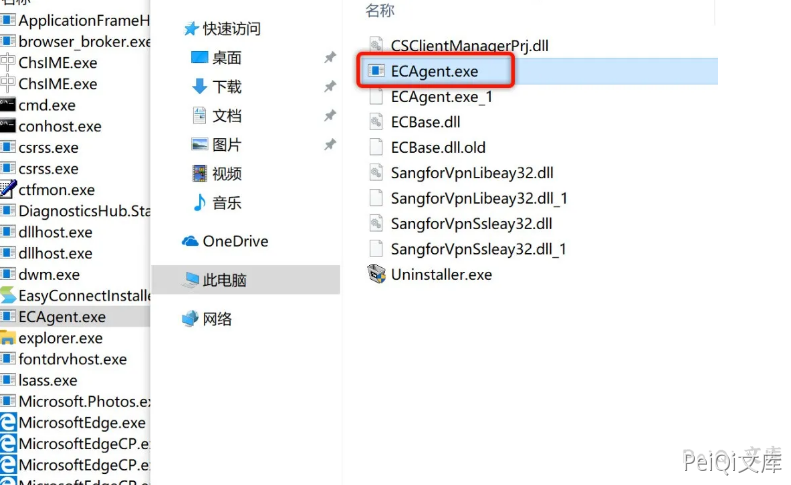 名称
ApplicationFrameH
browser_broker.exe
ChsIME.exe
ChsIME.exe
cmd.exe
conhost.exe
csrss.exe
csrss.exe
ctfmon.exe
DiagnosticsHub.Sta
dllhost.exe
dllhost.exe
dwm.exe
EasyConnectInstalle
ECAgent.exe
explorer.exe
fontdrvhost.exe
lsass.exe
Microsoft.Photos.ex
MicrosoftEdge.exe
MicrosoftEdgeCP.e
MicrosoftEdgeCP.e
MicrosoftEdgeCP.e
快速访问
桌面
下载
文档
图片
视频
音乐
OneDrive
此电脑
网络
名称
CSClientManagerPrj.dll
ECAgent.exe
ECAgent.exe_1
ECBase.dll
ECBase.dll.old
SangforVpnLibeay32.dll
SangforVpnLibeay32.dll_1
SangforVpnSsleay32.dll
SangforVpnSsleay32.dll_1
Uninstaller.exe
PeiQi文库